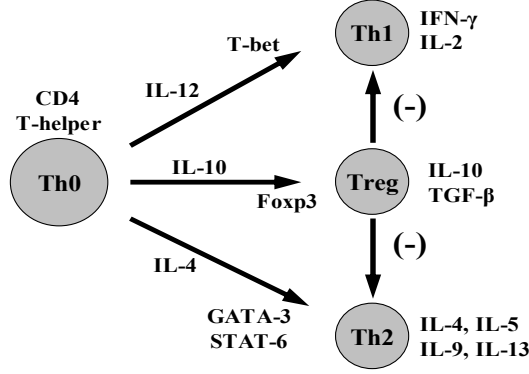 Th1
IFN-γ
IL-2
T-bet
IL-12
CD4
T-helper
Th0
(-)
IL-10
Foxp3
Treg
IL-10
TGF-β
(-)
IL-4
GATA-3
STAT-6
Th2
IL-4, IL-5
IL-9, IL-13